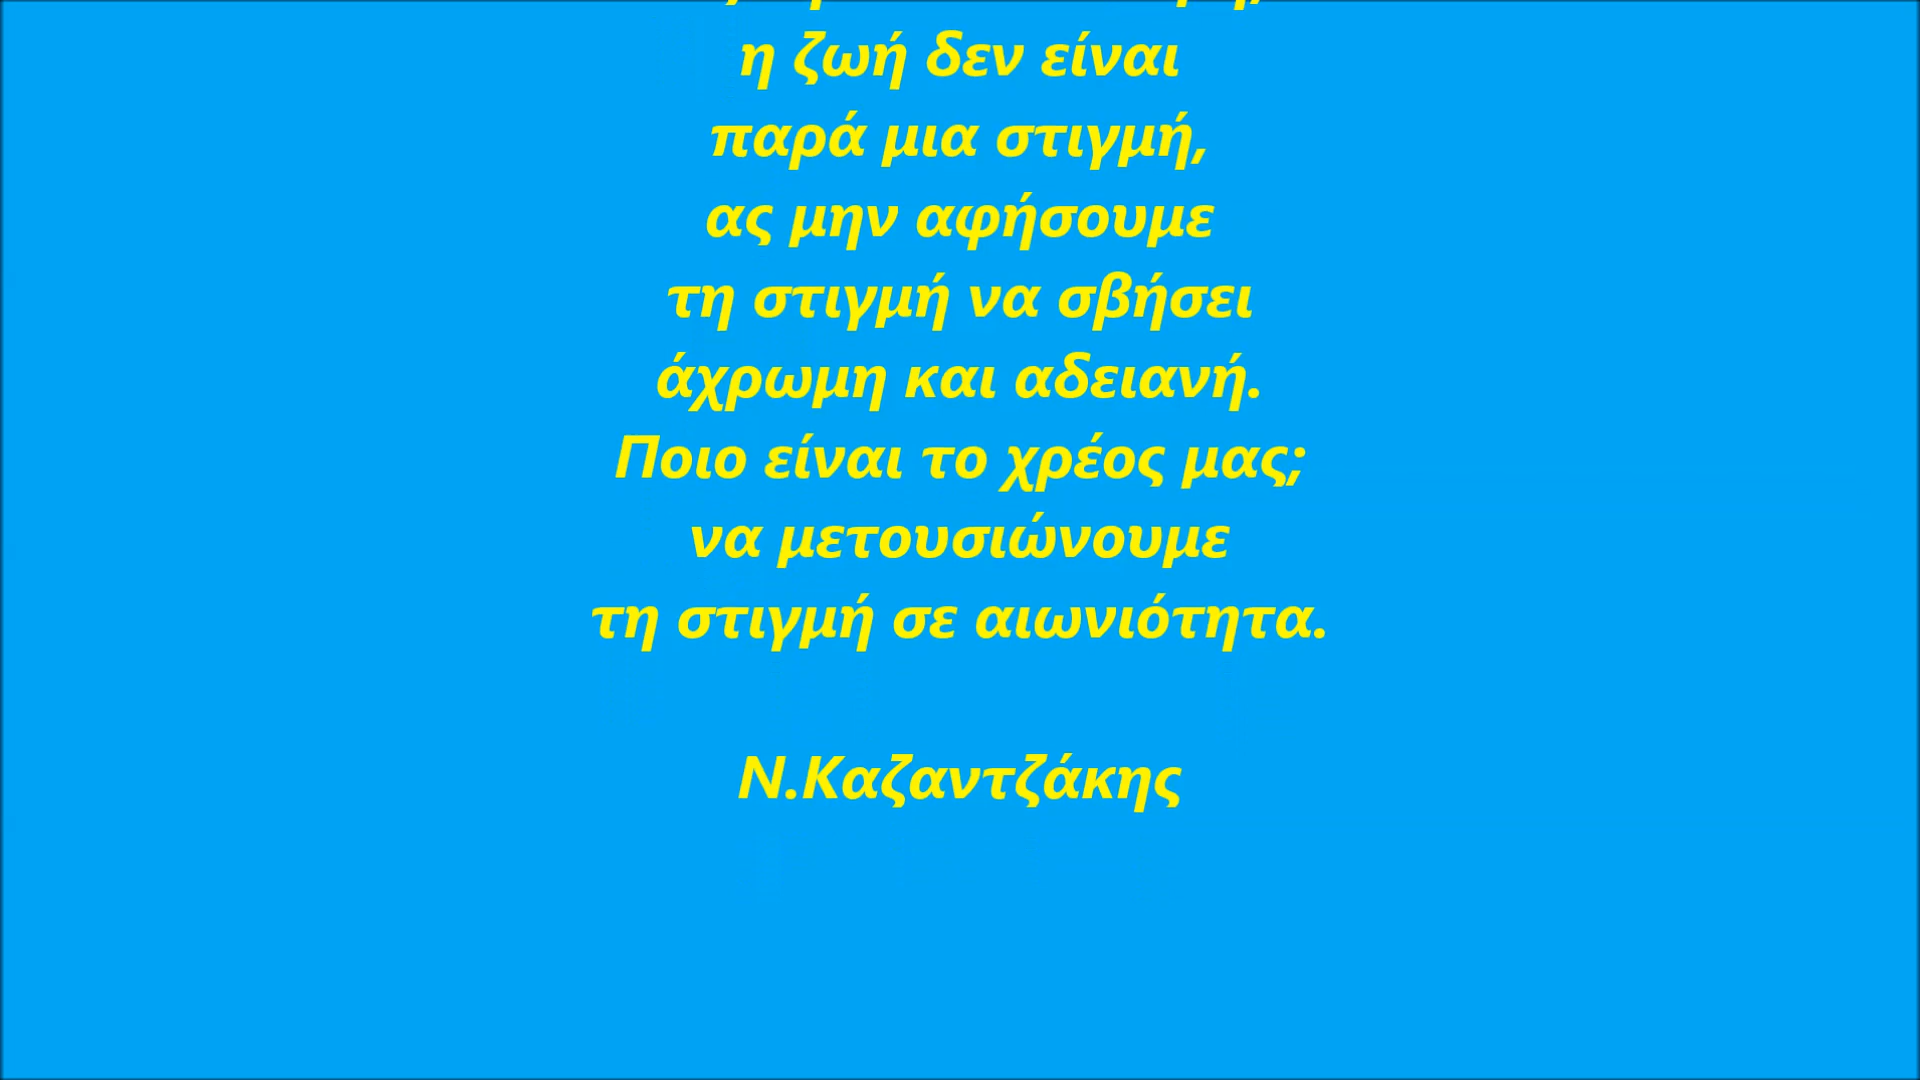 η ζωή δεν είναι
παρά μια στιγμή,
ας μην αφήσουμε
τη στιγμή να σβήσει
άχρωμη και αδειανή.
Ποιο είναι το χρέος μας;
να μετουσιώνουμε
τη στιγμή σε αιωνιότητα.
Ν.Καζαντζάκης